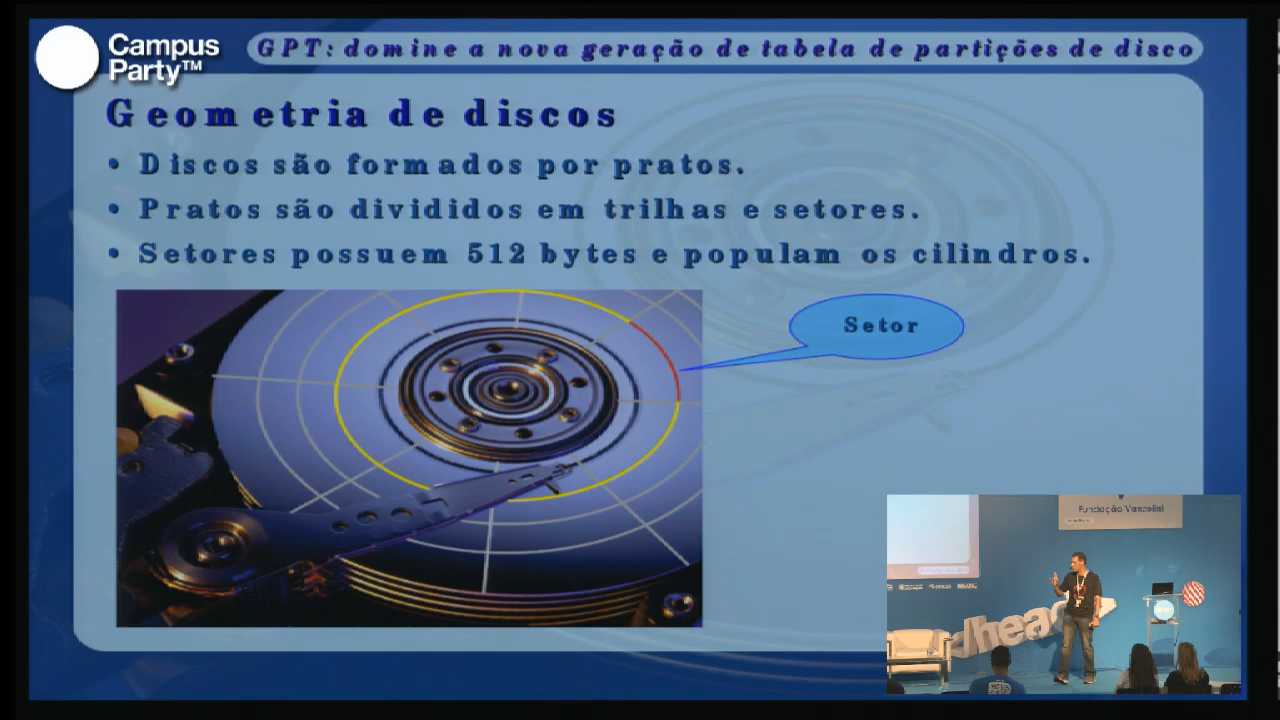 Campus
Party™
GPT: domine a nova geração de tabela de partições de disco
Geometria de discos
• Discos são formados por pratos.
• Pratos são divididos em trilhas e setores.
• Setores possuem 512 bytes e populam os cilindros.
Setor
Fundação Vanzolini
dhea